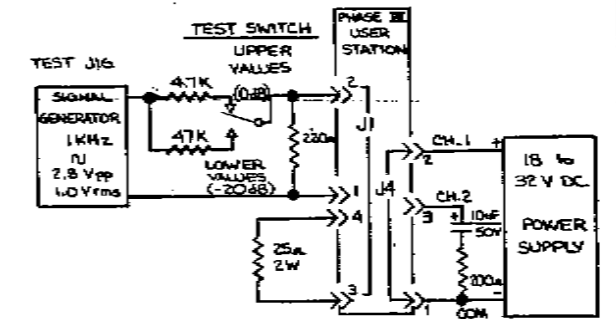 TEST JIG
SIGNAL
GENERATOR
1KHz
2.8 Vpp
1.0 Vrms
TEST SWITCH
UPPER
VALUES
(0dB)
4.7K
47K
LOWER
VALUES
(-20dB)
PHASE III
USER
STATION
2
J1
1
4
3
25Ω
2W
J4
2
3
1
CH.1
CH.2
+
10uF
50V
200Ω
COM
+
-
18 to
32 V DC.
POWER
SUPPLY